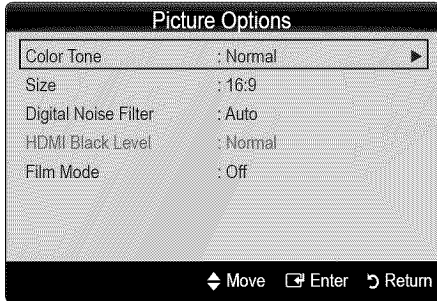 Picture Options
Color Tone : Normal ▶
Size : 16:9
Digital Noise Filter : Auto
HDMI Black Level : Normal
Film Mode : Off
Move Enter Return